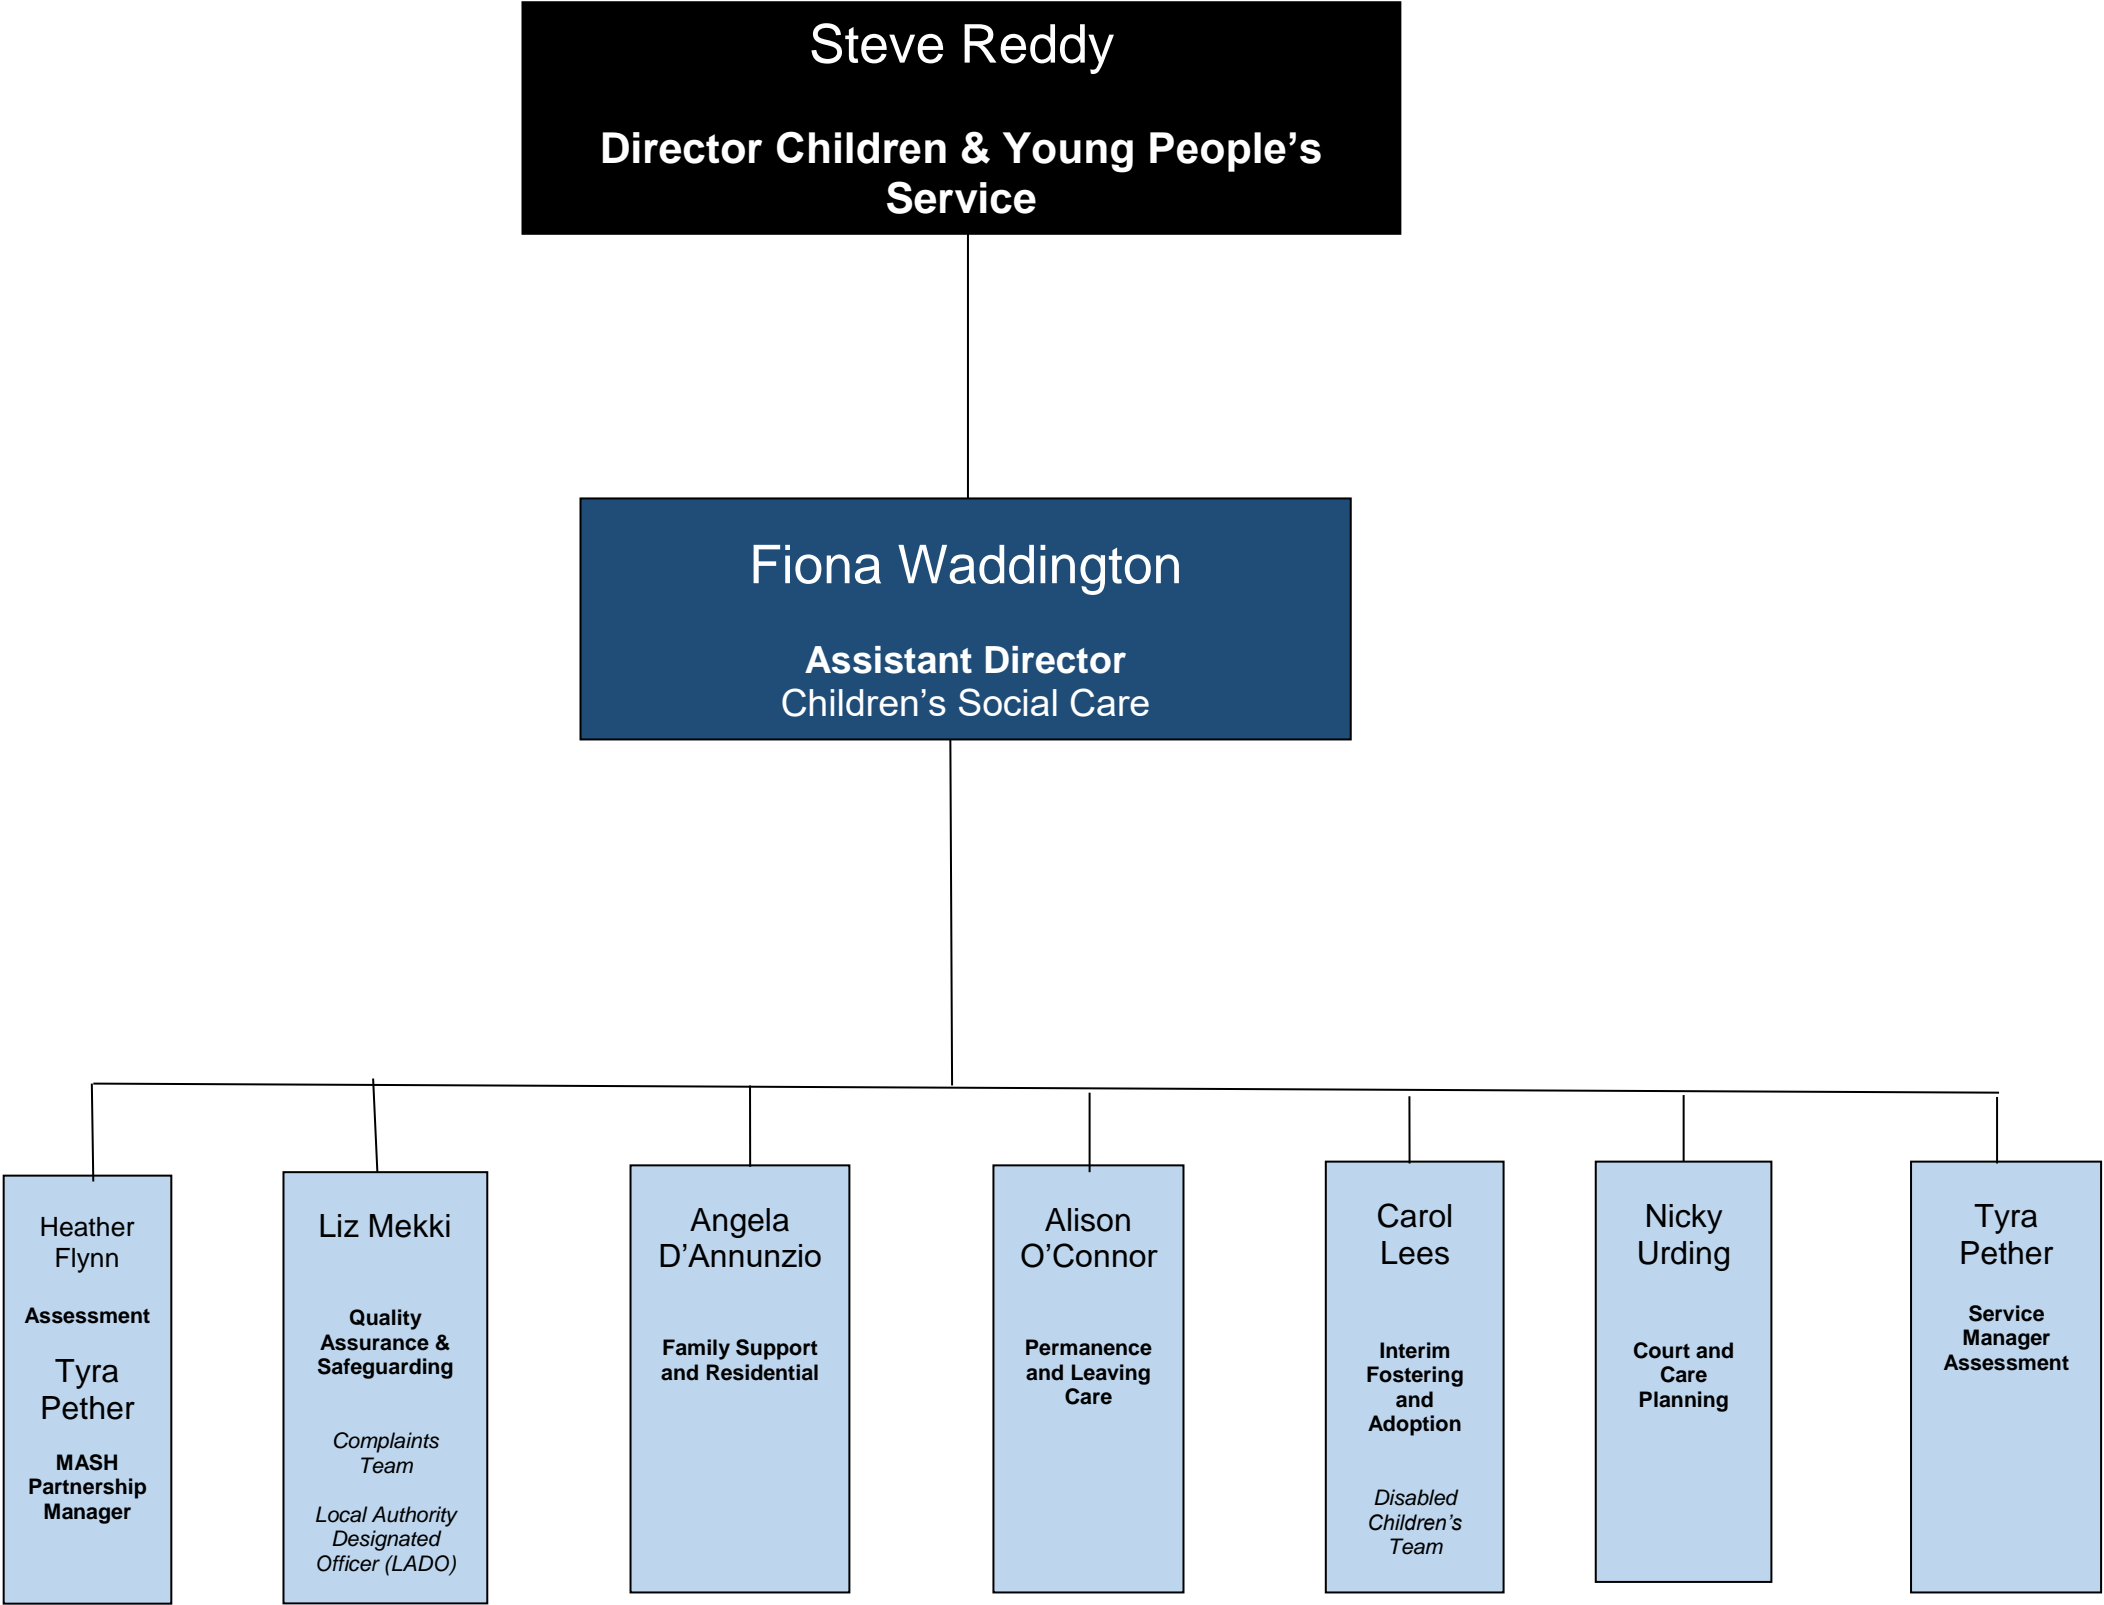 Steve Reddy
Director Children & Young People’s
Service
Fiona Waddington
Assistant Director
Children’s Social Care
Heather
Flynn
Assessment
Tyra
Pether
MASH
Partnership
Manager
Liz Mekki
Quality
Assurance &
Safeguarding
Complaints
Team
Local Authority
Designated
Officer (LADO)
Angela
D’Annunzio
Family Support
and Residential
Alison
O’Connor
Permanence
and Leaving
Care
Carol
Lees
Interim
Fostering
and
Adoption
Disabled
Children’s
Team
Nicky
Urding
Court and
Care
Planning
Tyra
Pether
Service
Manager
Assessment